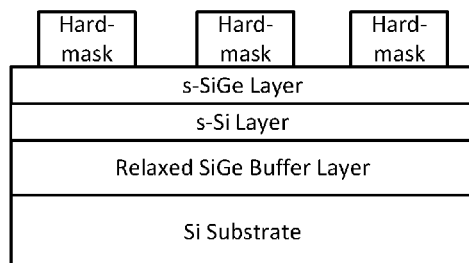 Hard-
mask
Hard-
mask
Hard-
mask
s-SiGe Layer
s-Si Layer
Relaxed SiGe Buffer Layer
Si Substrate